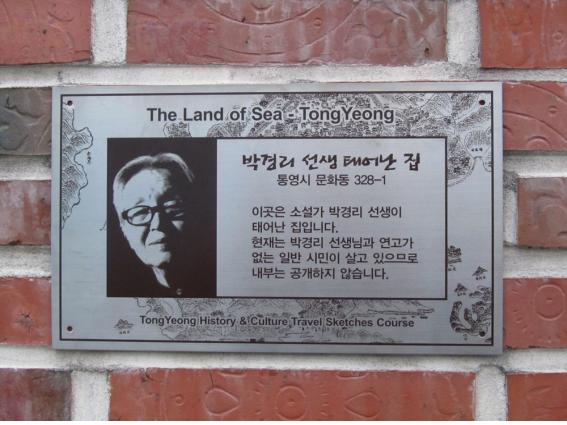 The Land of Sea - TongYeong
박경리 선생 태어난 집
통영시 문화동 328-1
이곳은 소설가 박경리 선생이
태어난 집입니다.
현재는 박경리 선생님과 연고가
없는 일반 시민이 살고 있으므로
내부는 공개하지 않습니다.
TongYeong History & Culture Travel Sketches Course